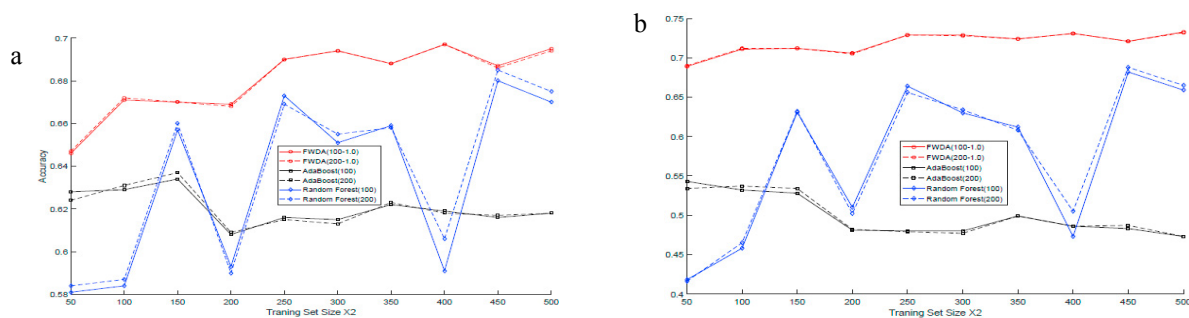 a
0.7
0.68
0.66
0.64
0.62
0.6
0.58
Accuracy
50 100 150 200 250 300 350 400 450 500
Traning Set Size X2
FWDA(100-1.0)
FWDA(200-1.0)
AdaBoost(100)
AdaBoost(200)
Random Forest(100)
Random Forest(200)
b
0.75
0.7
0.65
0.6
0.55
0.5
0.45
0.4
50 100 150 200 250 300 350 400 450 500
Traning Set Size X2
FWDA(100-1.0)
FWDA(200-1.0)
AdaBoost(100)
AdaBoost(200)
Random Forest(100)
Random Forest(200)